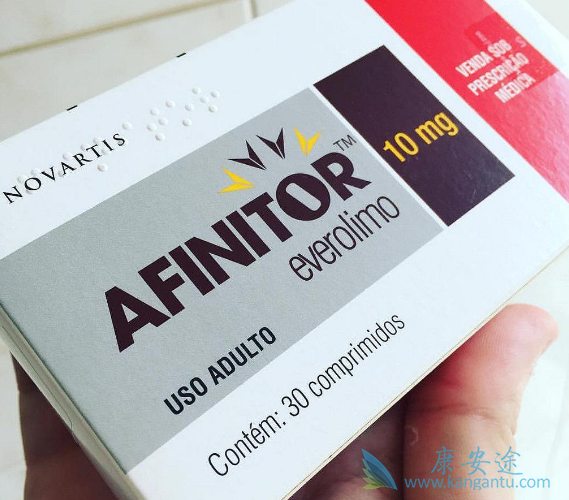 NOVARTIS
AFINITOR™
everolimo
10 mg
VENDA SOB
PRESCRIÇÃO
MÉDICA
USO ADULTO
Contém: 30 comprimidos
康安途
www.kangantu.com